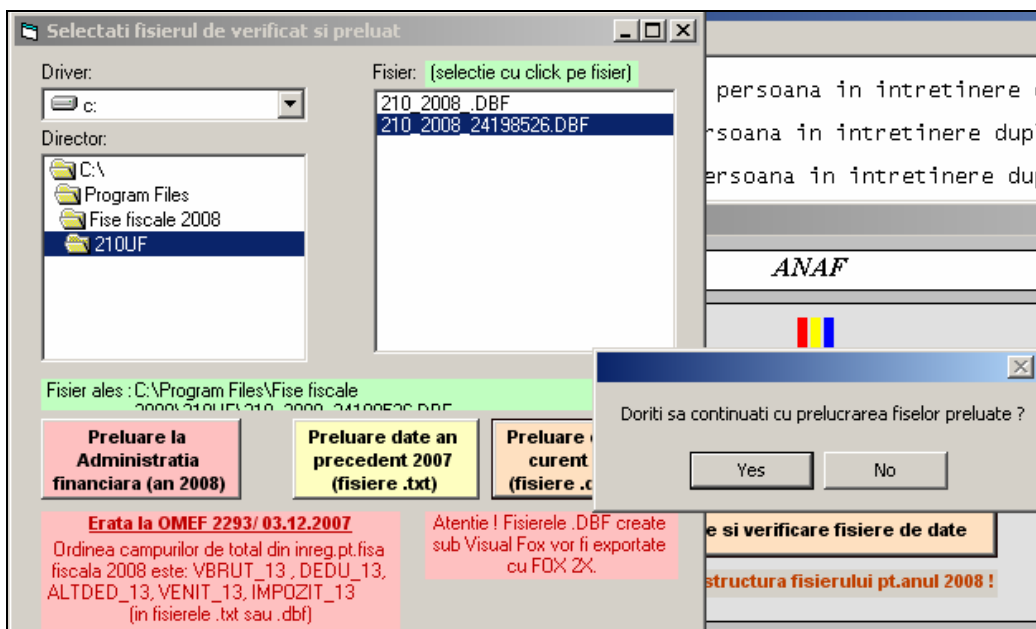 Selectati fisierul de verificat si preluat
Driver:
c:
Director:
C:\
Program Files
Fise fiscale 2008
210UF
Fisier: (selectie cu click pe fisier)
210_2008_.DBF
210_2008_24198526.DBF
Fisier ales : C:\Program Files\Fise fiscale
2008\210UF\210_2008_24198526.DBF
Preluare la
Administratia
financiara (an 2008)
Preluare date an
precedent 2007
(fisiere .txt)
Preluare
curent
(fisiere
Erata la OMEF 2293/ 03.12.2007
Ordinea campurilor de total din inreg.pt.fisa
fiscala 2008 este: VBRUT_13 , DEDU_13,
ALTDED_13, VENIT_13, IMPOZIT_13
(in fisierele .txt sau .dbf)
Atentie ! Fisierele .DBF create
sub Visual Fox vor fi exportate
cu FOX 2X.
persoana in intretinere
rsoana in intretinere dup
ersoana in intretinere du
ANAF
Doriti sa continuati cu prelucrarea fiselor preluate ?
Yes
No
e si verificare fisiere de date
structura fisierului pt.anul 2008 !